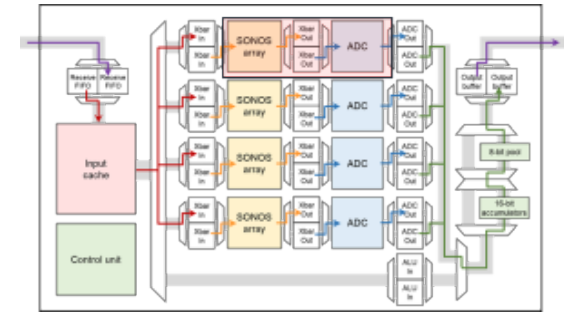 Receive
FIFO
Receive
FIFO
Input
cache
Control unit
Xbar
In
Xbar
In
SONOS
array
Xbar
Out
Xbar
Out
ADC
ADC
Out
ADC
Out
Xbar
In
Xbar
In
SONOS
array
Xbar
Out
Xbar
Out
ADC
ADC
Out
ADC
Out
Xbar
In
Xbar
In
SONOS
array
Xbar
Out
Xbar
Out
ADC
ADC
Out
ADC
Out
Xbar
In
Xbar
In
SONOS
array
Xbar
Out
Xbar
Out
ADC
ADC
Out
ADC
Out
ALU
In
ALU
In
Output
buffer
Output
buffer
8-bit pool
16-bit
accumulators